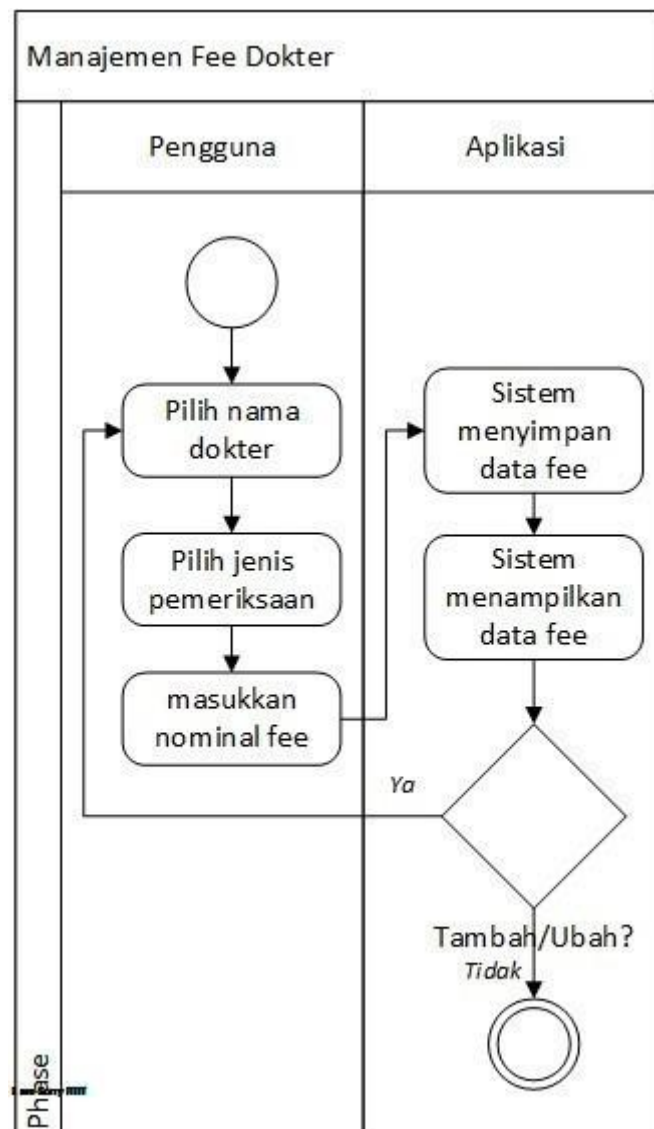 Manajemen Fee Dokter
Pengguna
Aplikasi
Pilih nama
dokter
Pilih jenis
pemeriksaan
masukkan
nominal fee
Sistem
menyimpan
data fee
Sistem
menampilkan
data fee
Ya
Tambah/Ubah?
Tidak
Phase